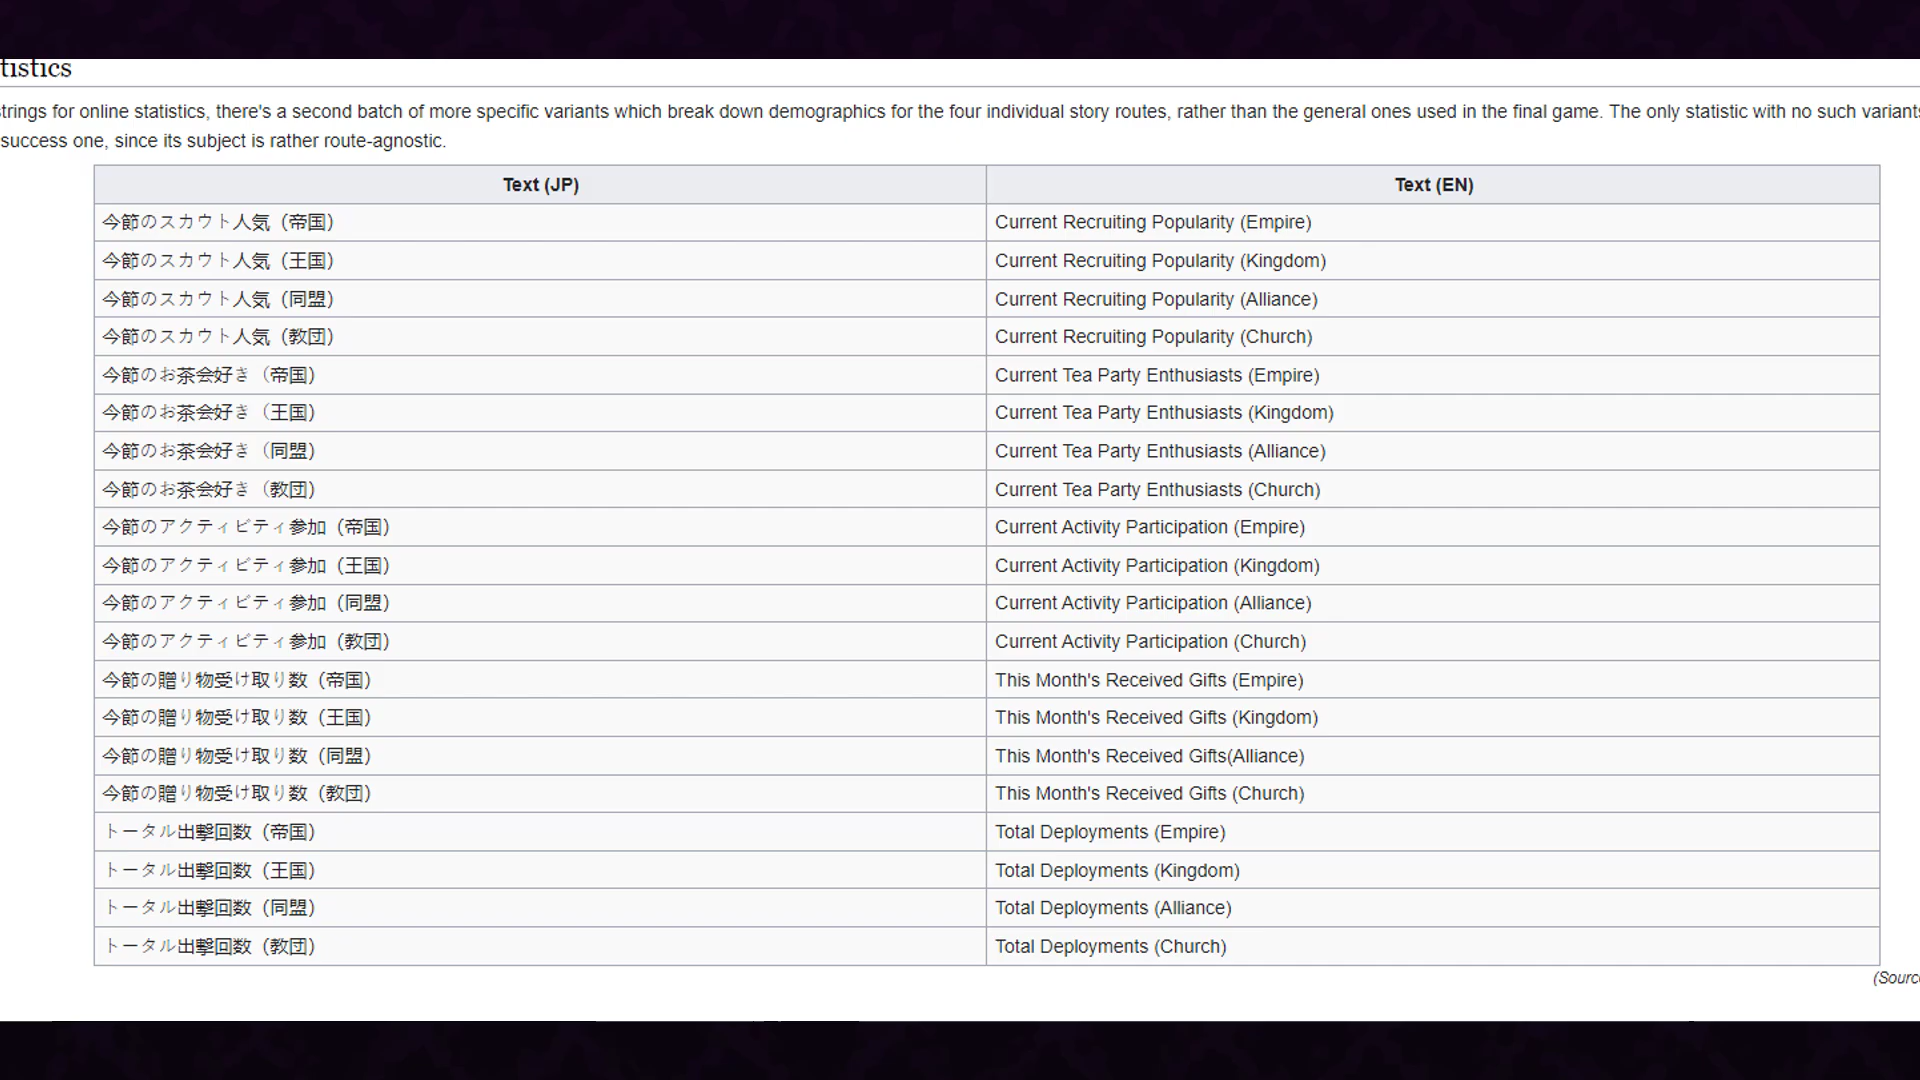 tistics
strings for online statistics, there's a second batch of more specific variants which break down demographics for the four individual story routes, rather than the general ones used in the final game. The only statistic with no such variants
success one, since its subject is rather route-agnostic.
Text (JP) Text (EN)
今節のスカウト人気（帝国） Current Recruiting Popularity (Empire)
今節のスカウト人気（王国） Current Recruiting Popularity (Kingdom)
今節のスカウト人気（同盟） Current Recruiting Popularity (Alliance)
今節のスカウト人気（教団） Current Recruiting Popularity (Church)
今節のお茶会好き（帝国） Current Tea Party Enthusiasts (Empire)
今節のお茶会好き（王国） Current Tea Party Enthusiasts (Kingdom)
今節のお茶会好き（同盟） Current Tea Party Enthusiasts (Alliance)
今節のお茶会好き（教団） Current Tea Party Enthusiasts (Church)
今節のアクティビティ参加（帝国） Current Activity Participation (Empire)
今節のアクティビティ参加（王国） Current Activity Participation (Kingdom)
今節のアクティビティ参加（同盟） Current Activity Participation (Alliance)
今節のアクティビティ参加（教団） Current Activity Participation (Church)
今節の贈り物受け取り数（帝国） This Month's Received Gifts (Empire)
今節の贈り物受け取り数（王国） This Month's Received Gifts (Kingdom)
今節の贈り物受け取り数（同盟） This Month's Received Gifts(Alliance)
今節の贈り物受け取り数（教団） This Month's Received Gifts (Church)
トータル出撃回数（帝国） Total Deployments (Empire)
トータル出撃回数（王国） Total Deployments (Kingdom)
トータル出撃回数（同盟） Total Deployments (Alliance)
トータル出撃回数（教団） Total Deployments (Church)
(Sourc